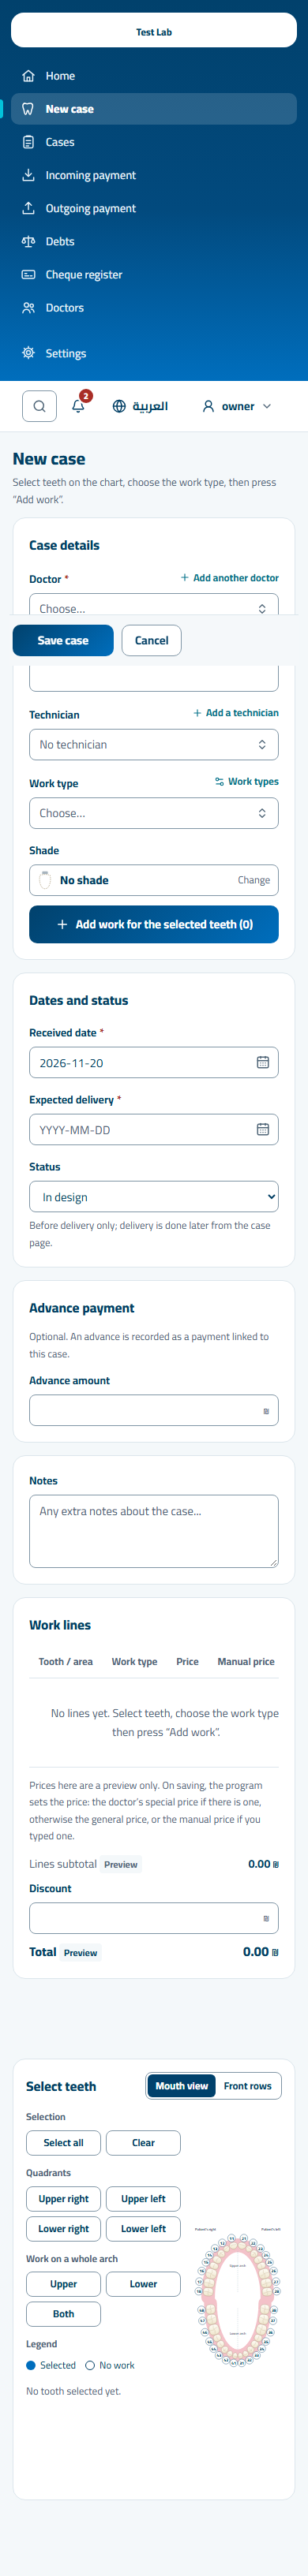 Test Lab
Home
New case
Cases
Incoming payment
Outgoing payment
Debts
Cheque register
Doctors
Settings
2
العربية
owner
New case
Select teeth on the chart, choose the work type, then press
"Add work".
Case details
Doctor *
+ Add another doctor
Choose...
Save case
Cancel
Technician
+ Add a technician
No technician
Work type
Work types
Choose...
Shade
No shade
Change
+ Add work for the selected teeth (0)
Dates and status
Received date *
2026-11-20
Expected delivery *
YYYY-MM-DD
Status
In design
Before delivery only; delivery is done later from the case
page.
Advance payment
Optional. An advance is recorded as a payment linked to
this case.
Advance amount
₪
Notes
Any extra notes about the case...
Work lines
Tooth / area
Work type
Price
Manual price
No lines yet. Select teeth, choose the work type
then press "Add work".
Prices here are a preview only. On saving, the program
sets the price: the doctor's special price if there is one,
otherwise the general price, or the manual price if you
typed one.
Lines subtotal Preview
0.00 ₪
Discount
₪
Total Preview
0.00 ₪
Select teeth
Mouth view
Front rows
Selection
Select all
Clear
Quadrants
Upper right
Upper left
Lower right
Lower left
Work on a whole arch
Upper
Lower
Both
Legend
Selected
No work
No tooth selected yet.
Patient's right
Patient's left